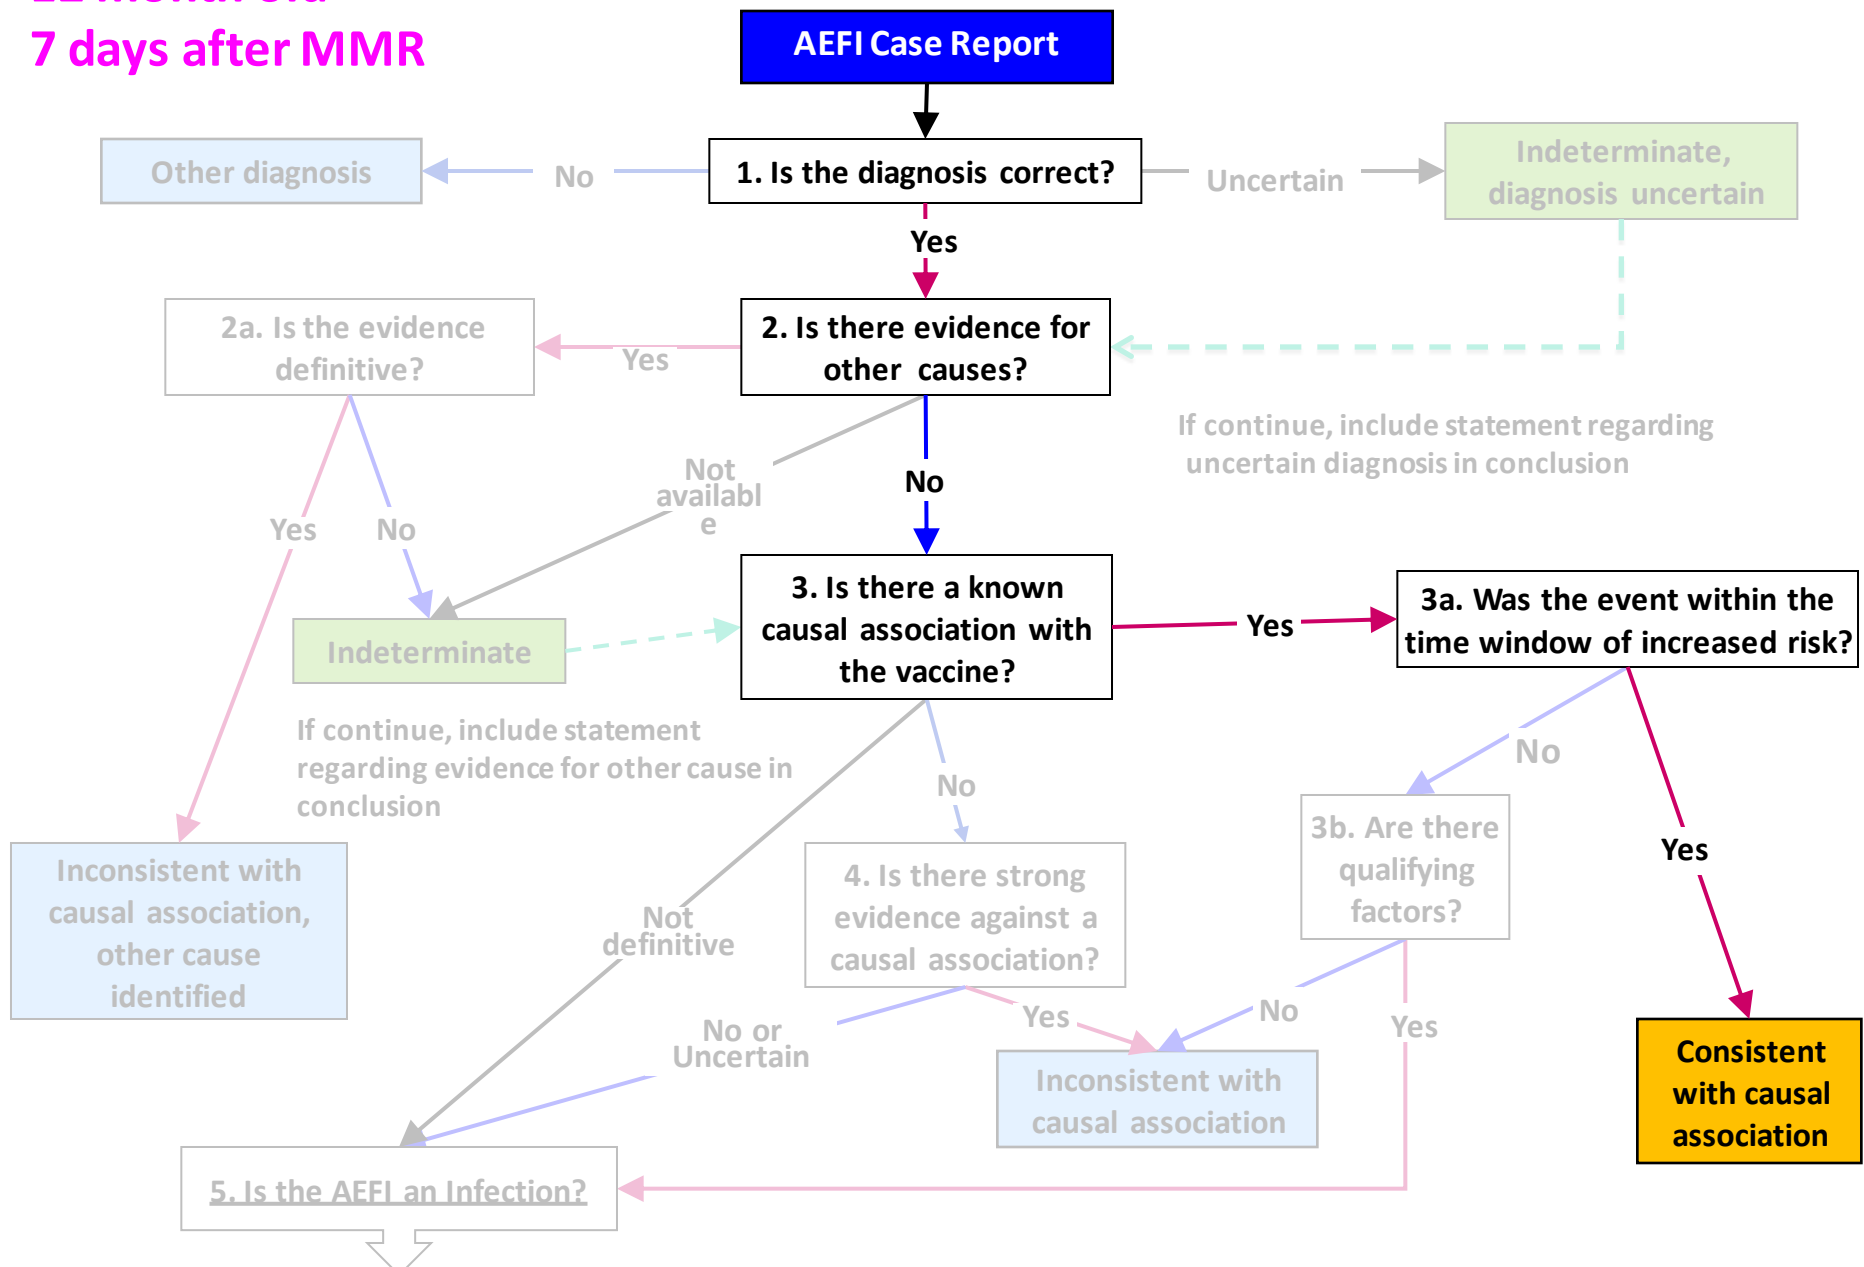 7 days after MMR
AEFI Case Report
Other diagnosis
No
1. Is the diagnosis correct?
Uncertain
Indeterminate,
diagnosis uncertain
Yes
2a. Is the evidence
definitive?
Yes
2. Is there evidence for
other causes?
If continue, include statement regarding
uncertain diagnosis in conclusion
Yes
No
Not
availabl
e
No
Indeterminate
3. Is there a known
causal association with
the vaccine?
Yes
3a. Was the event within the
time window of increased risk?
If continue, include statement
regarding evidence for other cause in
conclusion
No
No
Yes
Inconsistent with
causal association,
other cause
identified
Not
definitive
4. Is there strong
evidence against a
causal association?
3b. Are there
qualifying
factors?
No or
Uncertain
Yes
No
Yes
Inconsistent with
causal association
Consistent
with causal
association
5. Is the AEFI an Infection?